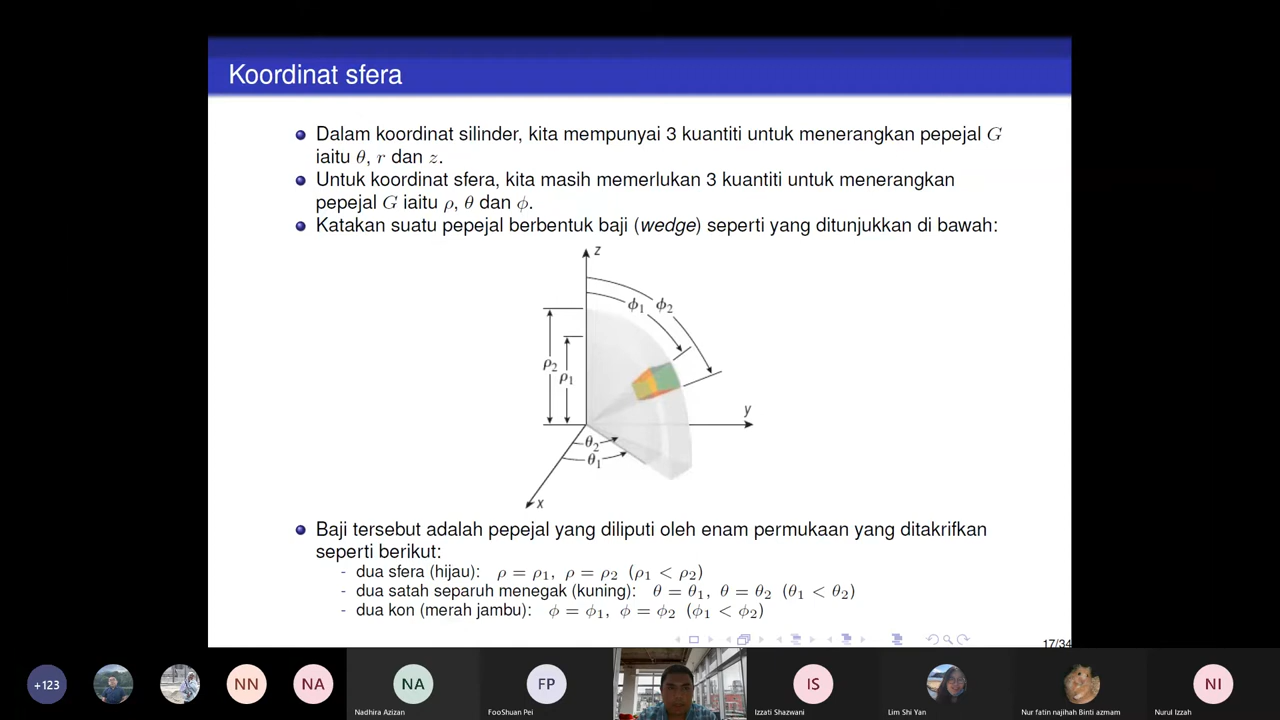 Koordinat sfera
Dalam koordinat silinder, kita mempunyai 3 kuantiti untuk menerangkan pepejal G
iaitu θ, r dan z.
Untuk koordinat sfera, kita masih memerlukan 3 kuantiti untuk menerangkan
pepejal G iaitu ρ, θ dan ϕ.
Katakan suatu pepejal berbentuk baji (wedge) seperti yang ditunjukkan di bawah:
z
ϕ₁ ϕ₂
ρ₂
ρ₁
y
θ₂
θ₁
x
Baji tersebut adalah pepejal yang diliputi oleh enam permukaan yang ditakrifkan
seperti berikut:
- dua sfera (hijau): ρ = ρ₁, ρ = ρ₂ (ρ₁ < ρ₂)
- dua satah separuh menegak (kuning): θ = θ₁, θ = θ₂ (θ₁ < θ₂)
- dua kon (merah jambu): ϕ = ϕ₁, ϕ = ϕ₂ (ϕ₁ < ϕ₂)
17/34
+123 NN NA NA FP IS NI
Nadhira Azizan FooShuan Pei Izzati Shazwani Lim Shi Yan Nur fatin najihah Binti azmam Nurul Izzah